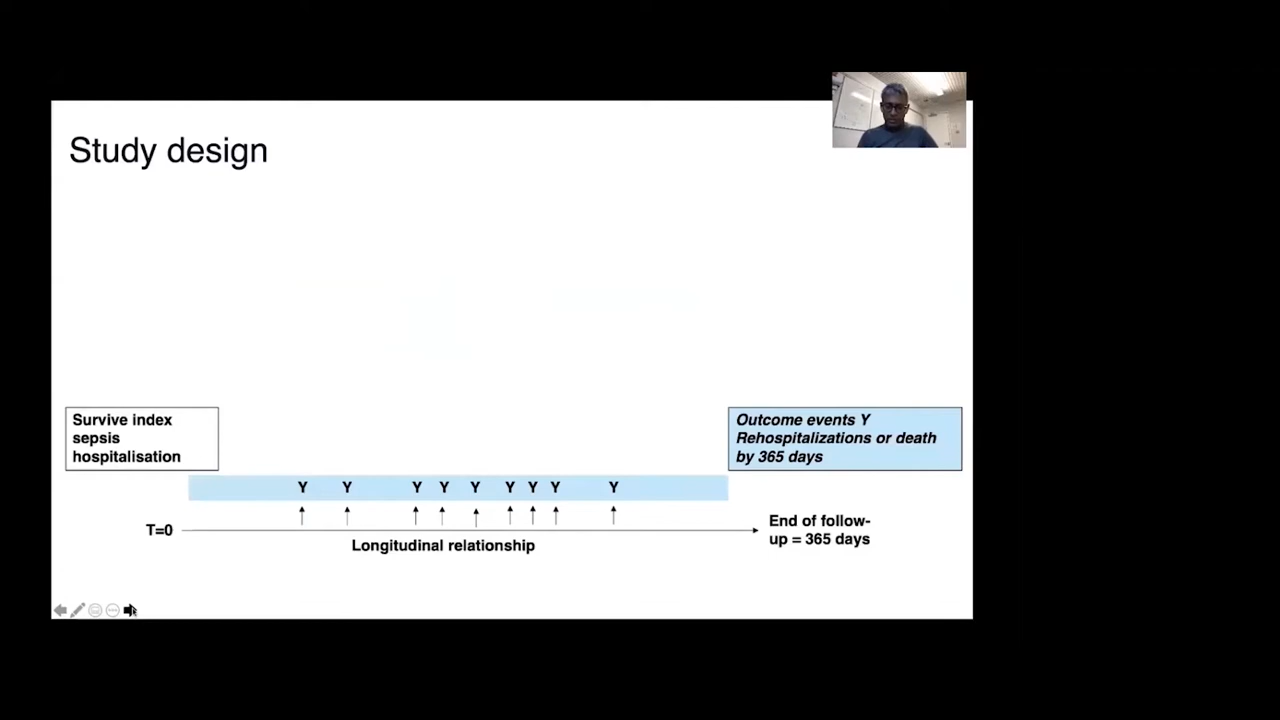 Study design
Survive index
sepsis
hospitalisation
Outcome events Y
Rehospitalizations or death
by 365 days
Y Y Y Y Y Y Y Y Y
T=0
Longitudinal relationship
End of follow-
up = 365 days